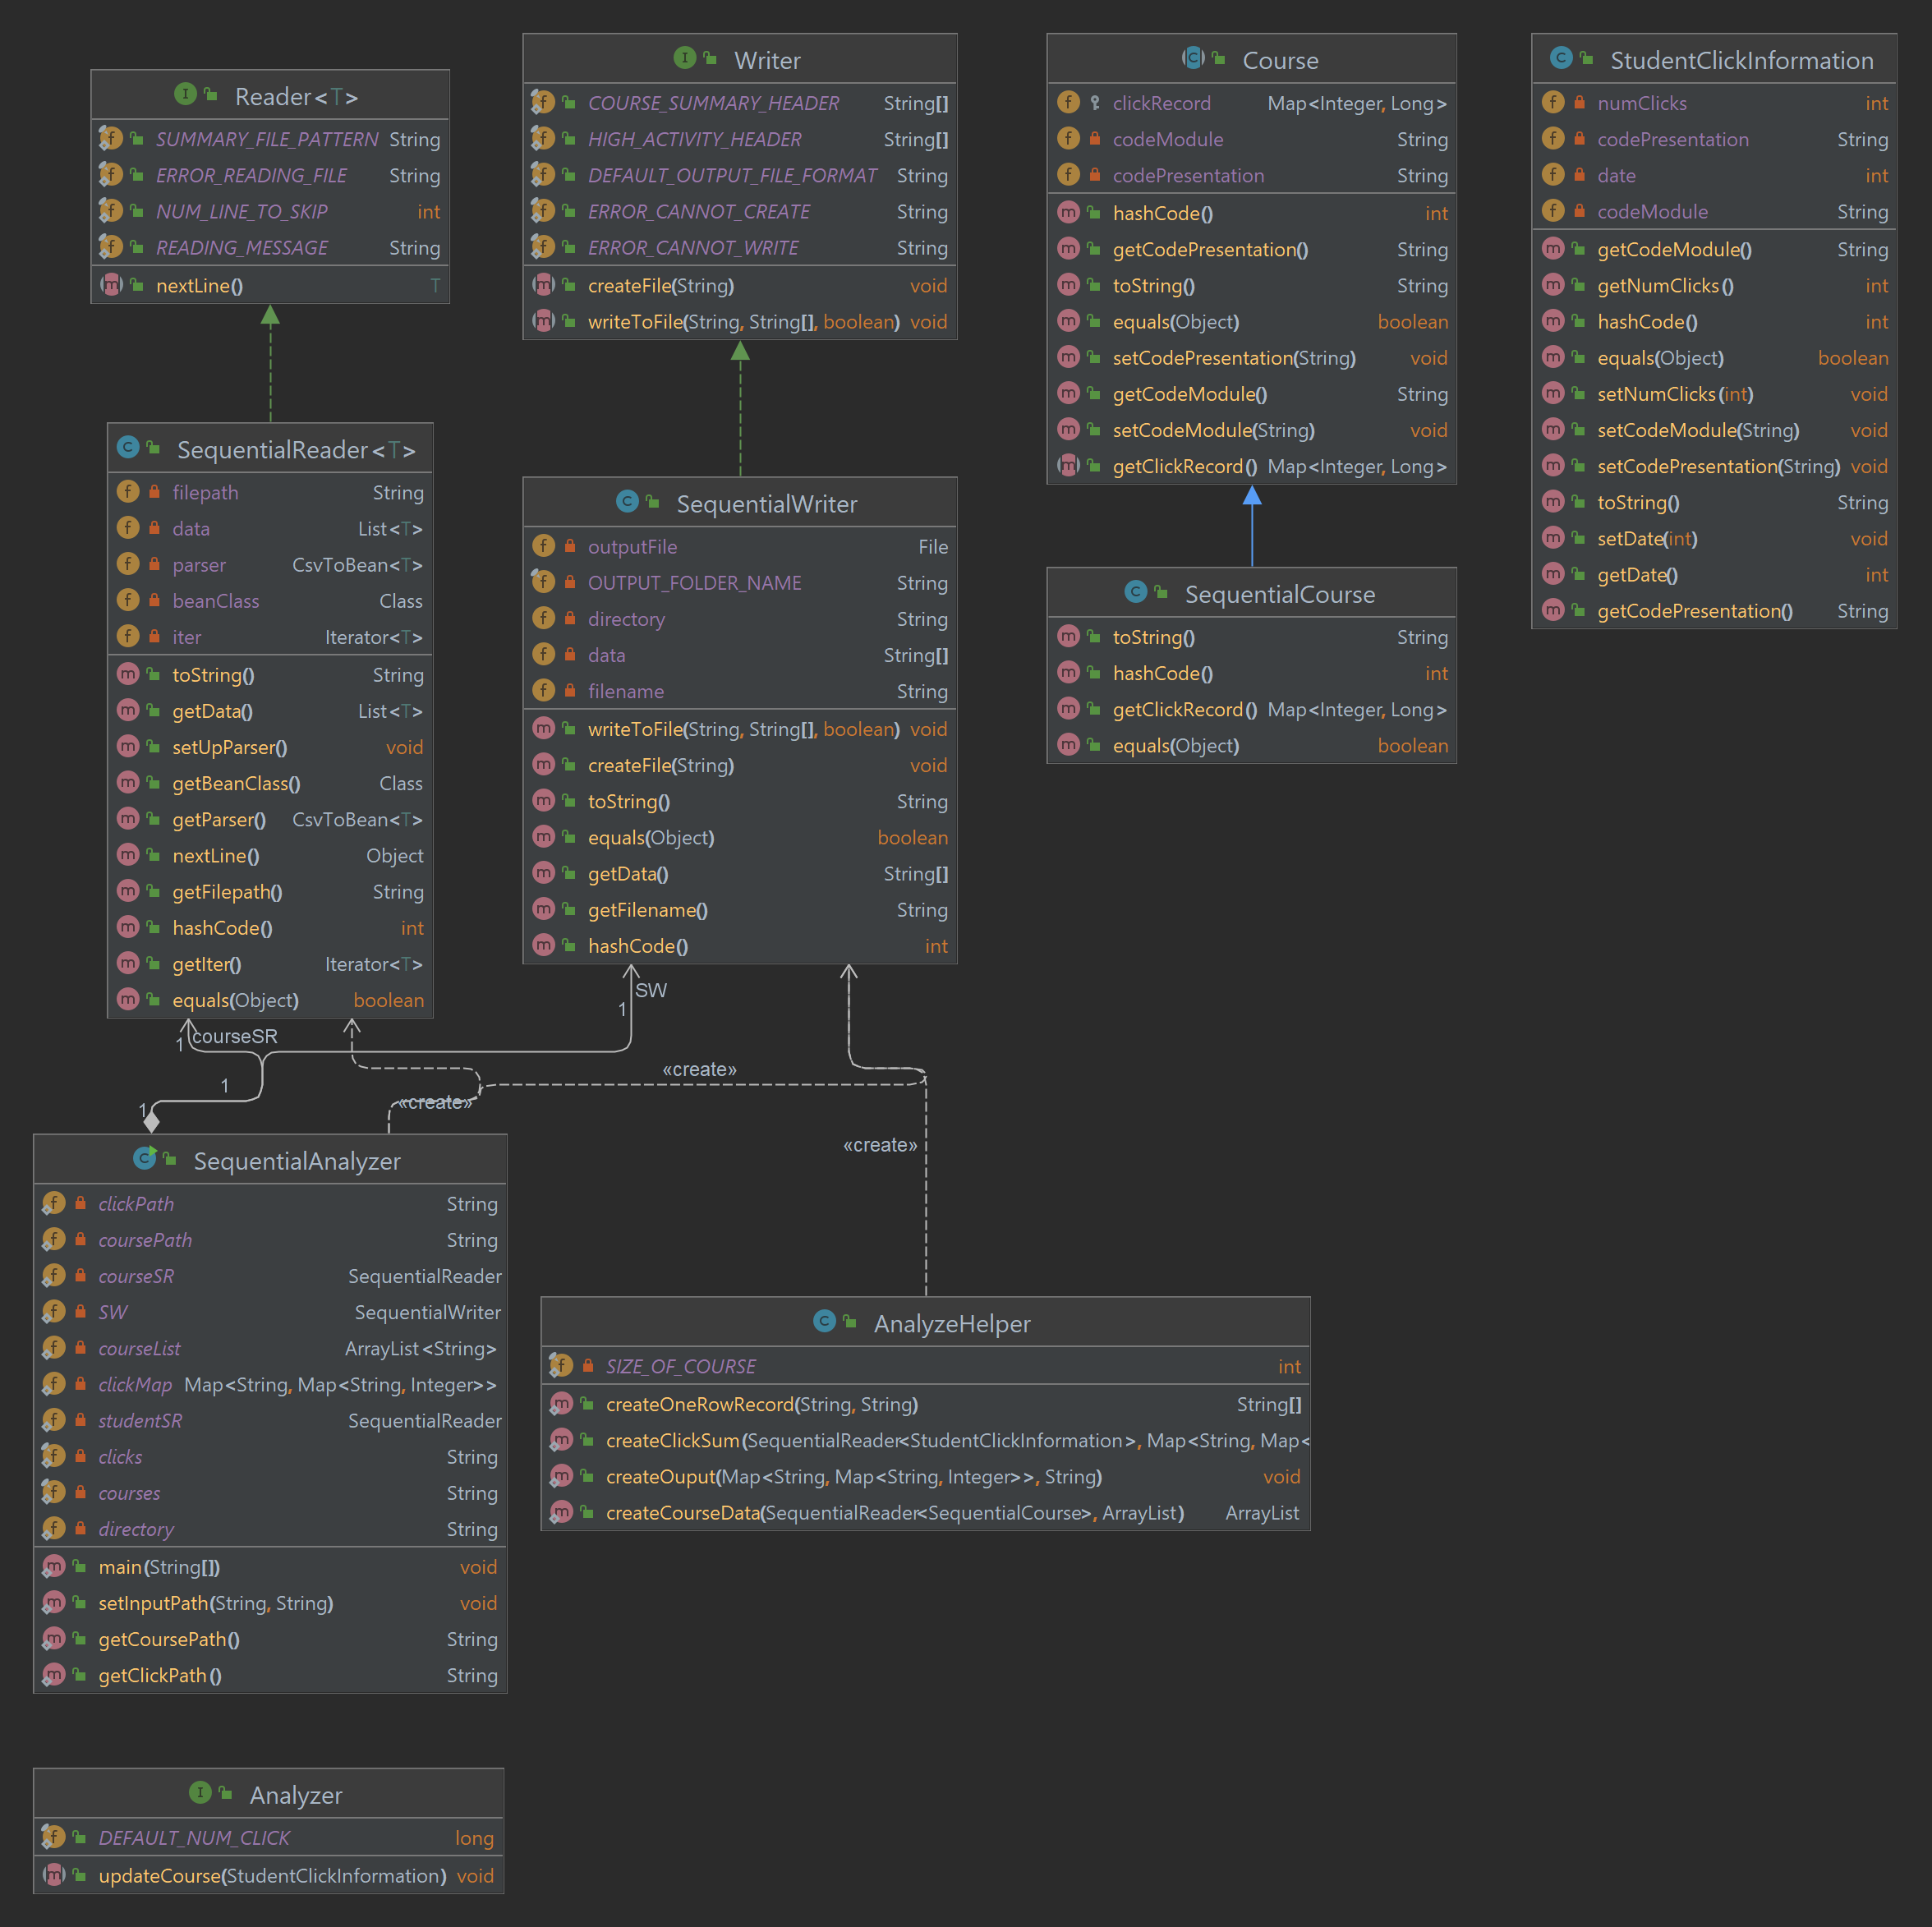 Reader<T>
SUMMARY_FILE_PATTERN String
ERROR_READING_FILE String
NUM_LINE_TO_SKIP int
READING_MESSAGE String
nextLine() T
Writer
COURSE_SUMMARY_HEADER String[]
HIGH_ACTIVITY_HEADER String[]
DEFAULT_OUTPUT_FILE_FORMAT String
ERROR_CANNOT_CREATE String
ERROR_CANNOT_WRITE String
createFile(String) void
writeToFile(String, String[], boolean) void
Course
clickRecord Map<Integer, Long>
codeModule String
codePresentation String
hashCode() int
getCodePresentation() String
toString() String
equals(Object) boolean
setCodePresentation(String) void
getCodeModule() String
setCodeModule(String) void
getClickRecord() Map<Integer, Long>
StudentClickInformation
numClicks int
codePresentation String
date int
codeModule String
getCodeModule() String
getNumClicks() int
hashCode() int
equals(Object) boolean
setNumClicks(int) void
setCodeModule(String) void
setCodePresentation(String) void
toString() String
setDate(int) void
getDate() int
getCodePresentation() String
SequentialReader<T>
filepath String
data List<T>
parser CsvToBean<T>
beanClass Class
iter Iterator<T>
toString() String
getData() List<T>
setUpParser() void
getBeanClass() Class
getParser() CsvToBean<T>
nextLine() Object
getFilepath() String
hashCode() int
getIter() Iterator<T>
equals(Object) boolean
SequentialWriter
outputFile File
OUTPUT_FOLDER_NAME String
directory String
data String[]
filename String
writeToFile(String, String[], boolean) void
createFile(String) void
toString() String
equals(Object) boolean
getData() String[]
getFilename() String
hashCode() int
SequentialCourse
toString() String
hashCode() int
getClickRecord() Map<Integer, Long>
equals(Object) boolean
SW
1
courseSR
1
1
1
«create»
«create»
«create»
SequentialAnalyzer
clickPath String
coursePath String
courseSR SequentialReader
SW SequentialWriter
courseList ArrayList<String>
clickMap Map<String, Map<String, Integer>>
studentSR SequentialReader
clicks String
courses String
directory String
main(String[]) void
setInputPath(String, String) void
getCoursePath() String
getClickPath() String
AnalyzeHelper
SIZE_OF_COURSE int
createOneRowRecord(String, String) String[]
createClickSum(SequentialReader<StudentClickInformation>, Map<String, Map<
createOuput(Map<String, Map<String, Integer>>, String) void
createCourseData(SequentialReader<SequentialCourse>, ArrayList) ArrayList
Analyzer
DEFAULT_NUM_CLICK long
updateCourse(StudentClickInformation) void